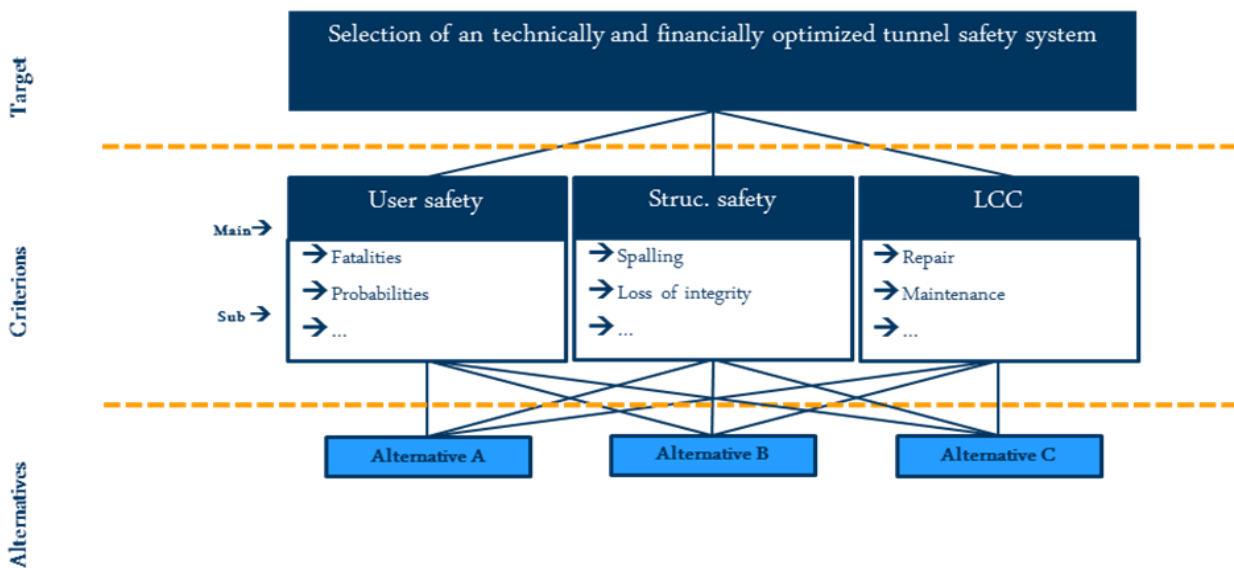 Target
Selection of an technically and financially optimized tunnel safety system
Criterions
Main→
Sub →
User safety
→Fatalities
→Probabilities
→...
Struc. safety
→Spalling
→Loss of integrity
→...
LCC
→Repair
→Maintenance
→...
Alternatives
Alternative A
Alternative B
Alternative C